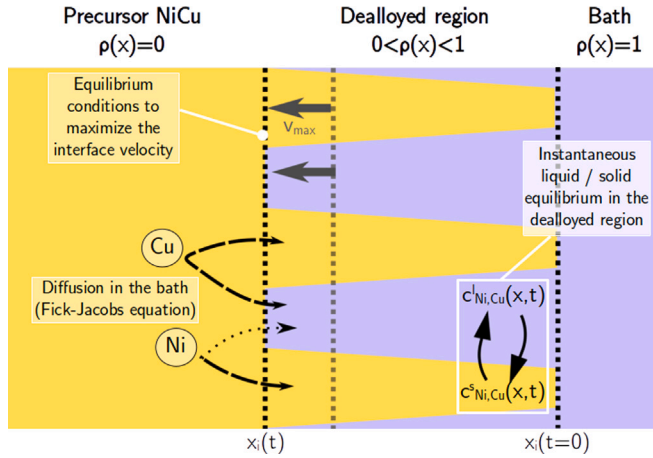 Precursor NiCu
ρ(x)=0
Dealloyed region
0<ρ(x)<1
Bath
ρ(x)=1
Equilibrium
conditions to
maximize the
interface velocity
Vmax
Instantaneous
liquid / solid
equilibrium in the
dealloyed region
Cu
Diffusion in the bath
(Fick-Jacobs equation)
Ni
c^l_Ni,Cu(x,t)
c^s_Ni,Cu(x,t)
x_i(t)
x_i(t=0)